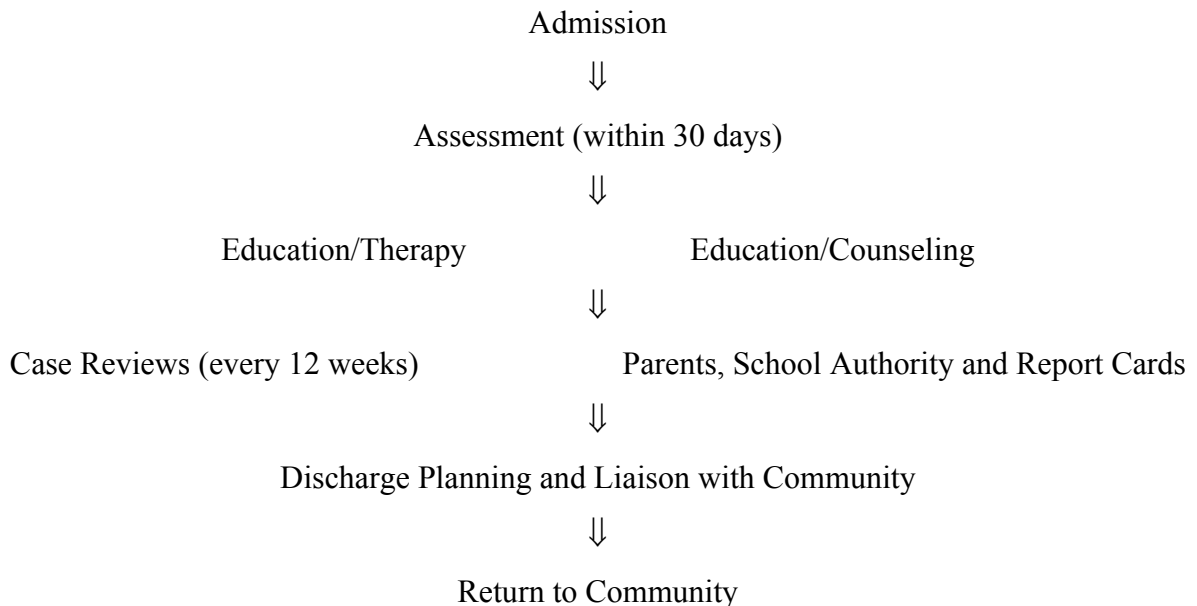 Admission
⇓
Assessment (within 30 days)
⇓
Education/Therapy Education/Counseling
⇓
Case Reviews (every 12 weeks) Parents, School Authority and Report Cards
⇓
Discharge Planning and Liaison with Community
⇓
Return to Community